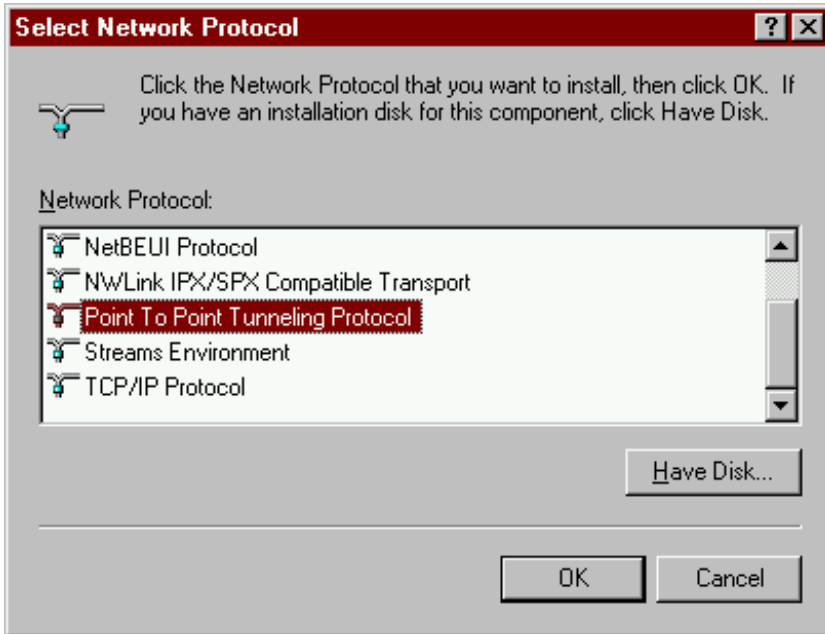 Select Network Protocol
Click the Network Protocol that you want to install, then click OK.  If
you have an installation disk for this component, click Have Disk.
Network Protocol:
NetBEUI Protocol
NWLink IPX/SPX Compatible Transport
Point To Point Tunneling Protocol
Streams Environment
TCP/IP Protocol
Have Disk...
OK
Cancel